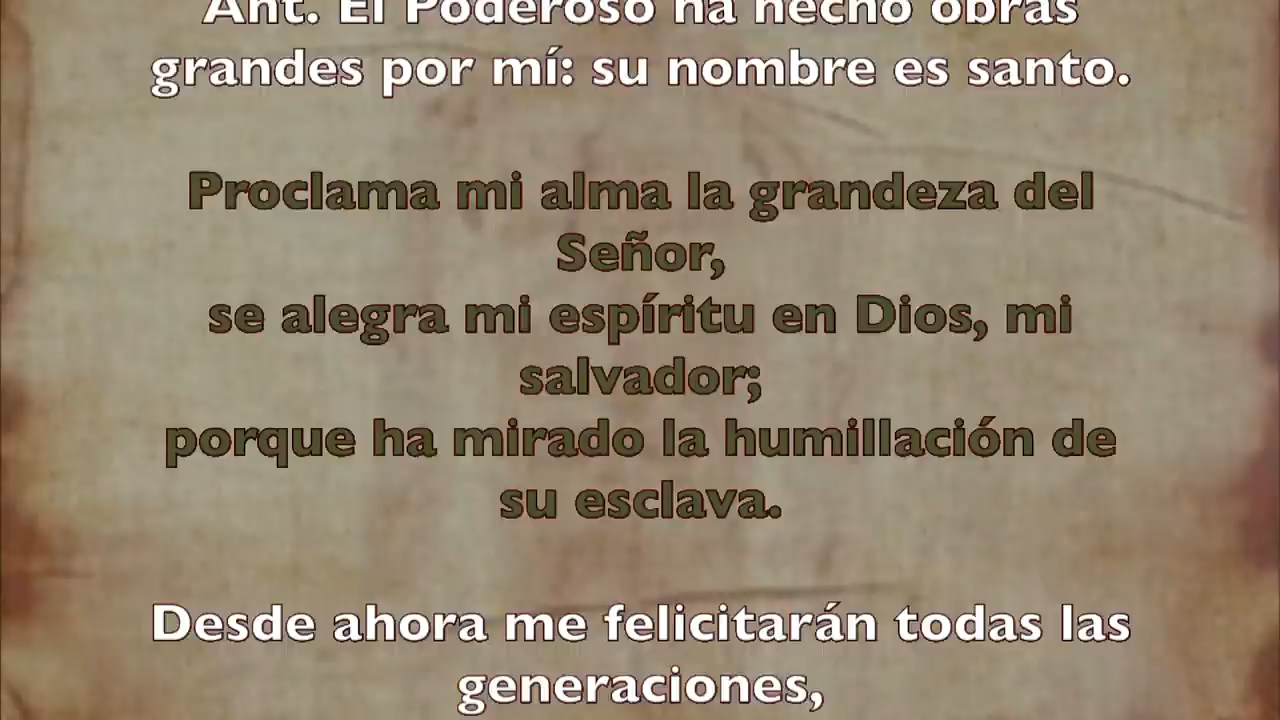 Ant. El Poderoso ha hecho obras
grandes por mí: su nombre es santo.
Proclama mi alma la grandeza del
Señor,
se alegra mi espíritu en Dios, mi
salvador;
porque ha mirado la humillación de
su esclava.
Desde ahora me felicitarán todas las
generaciones,